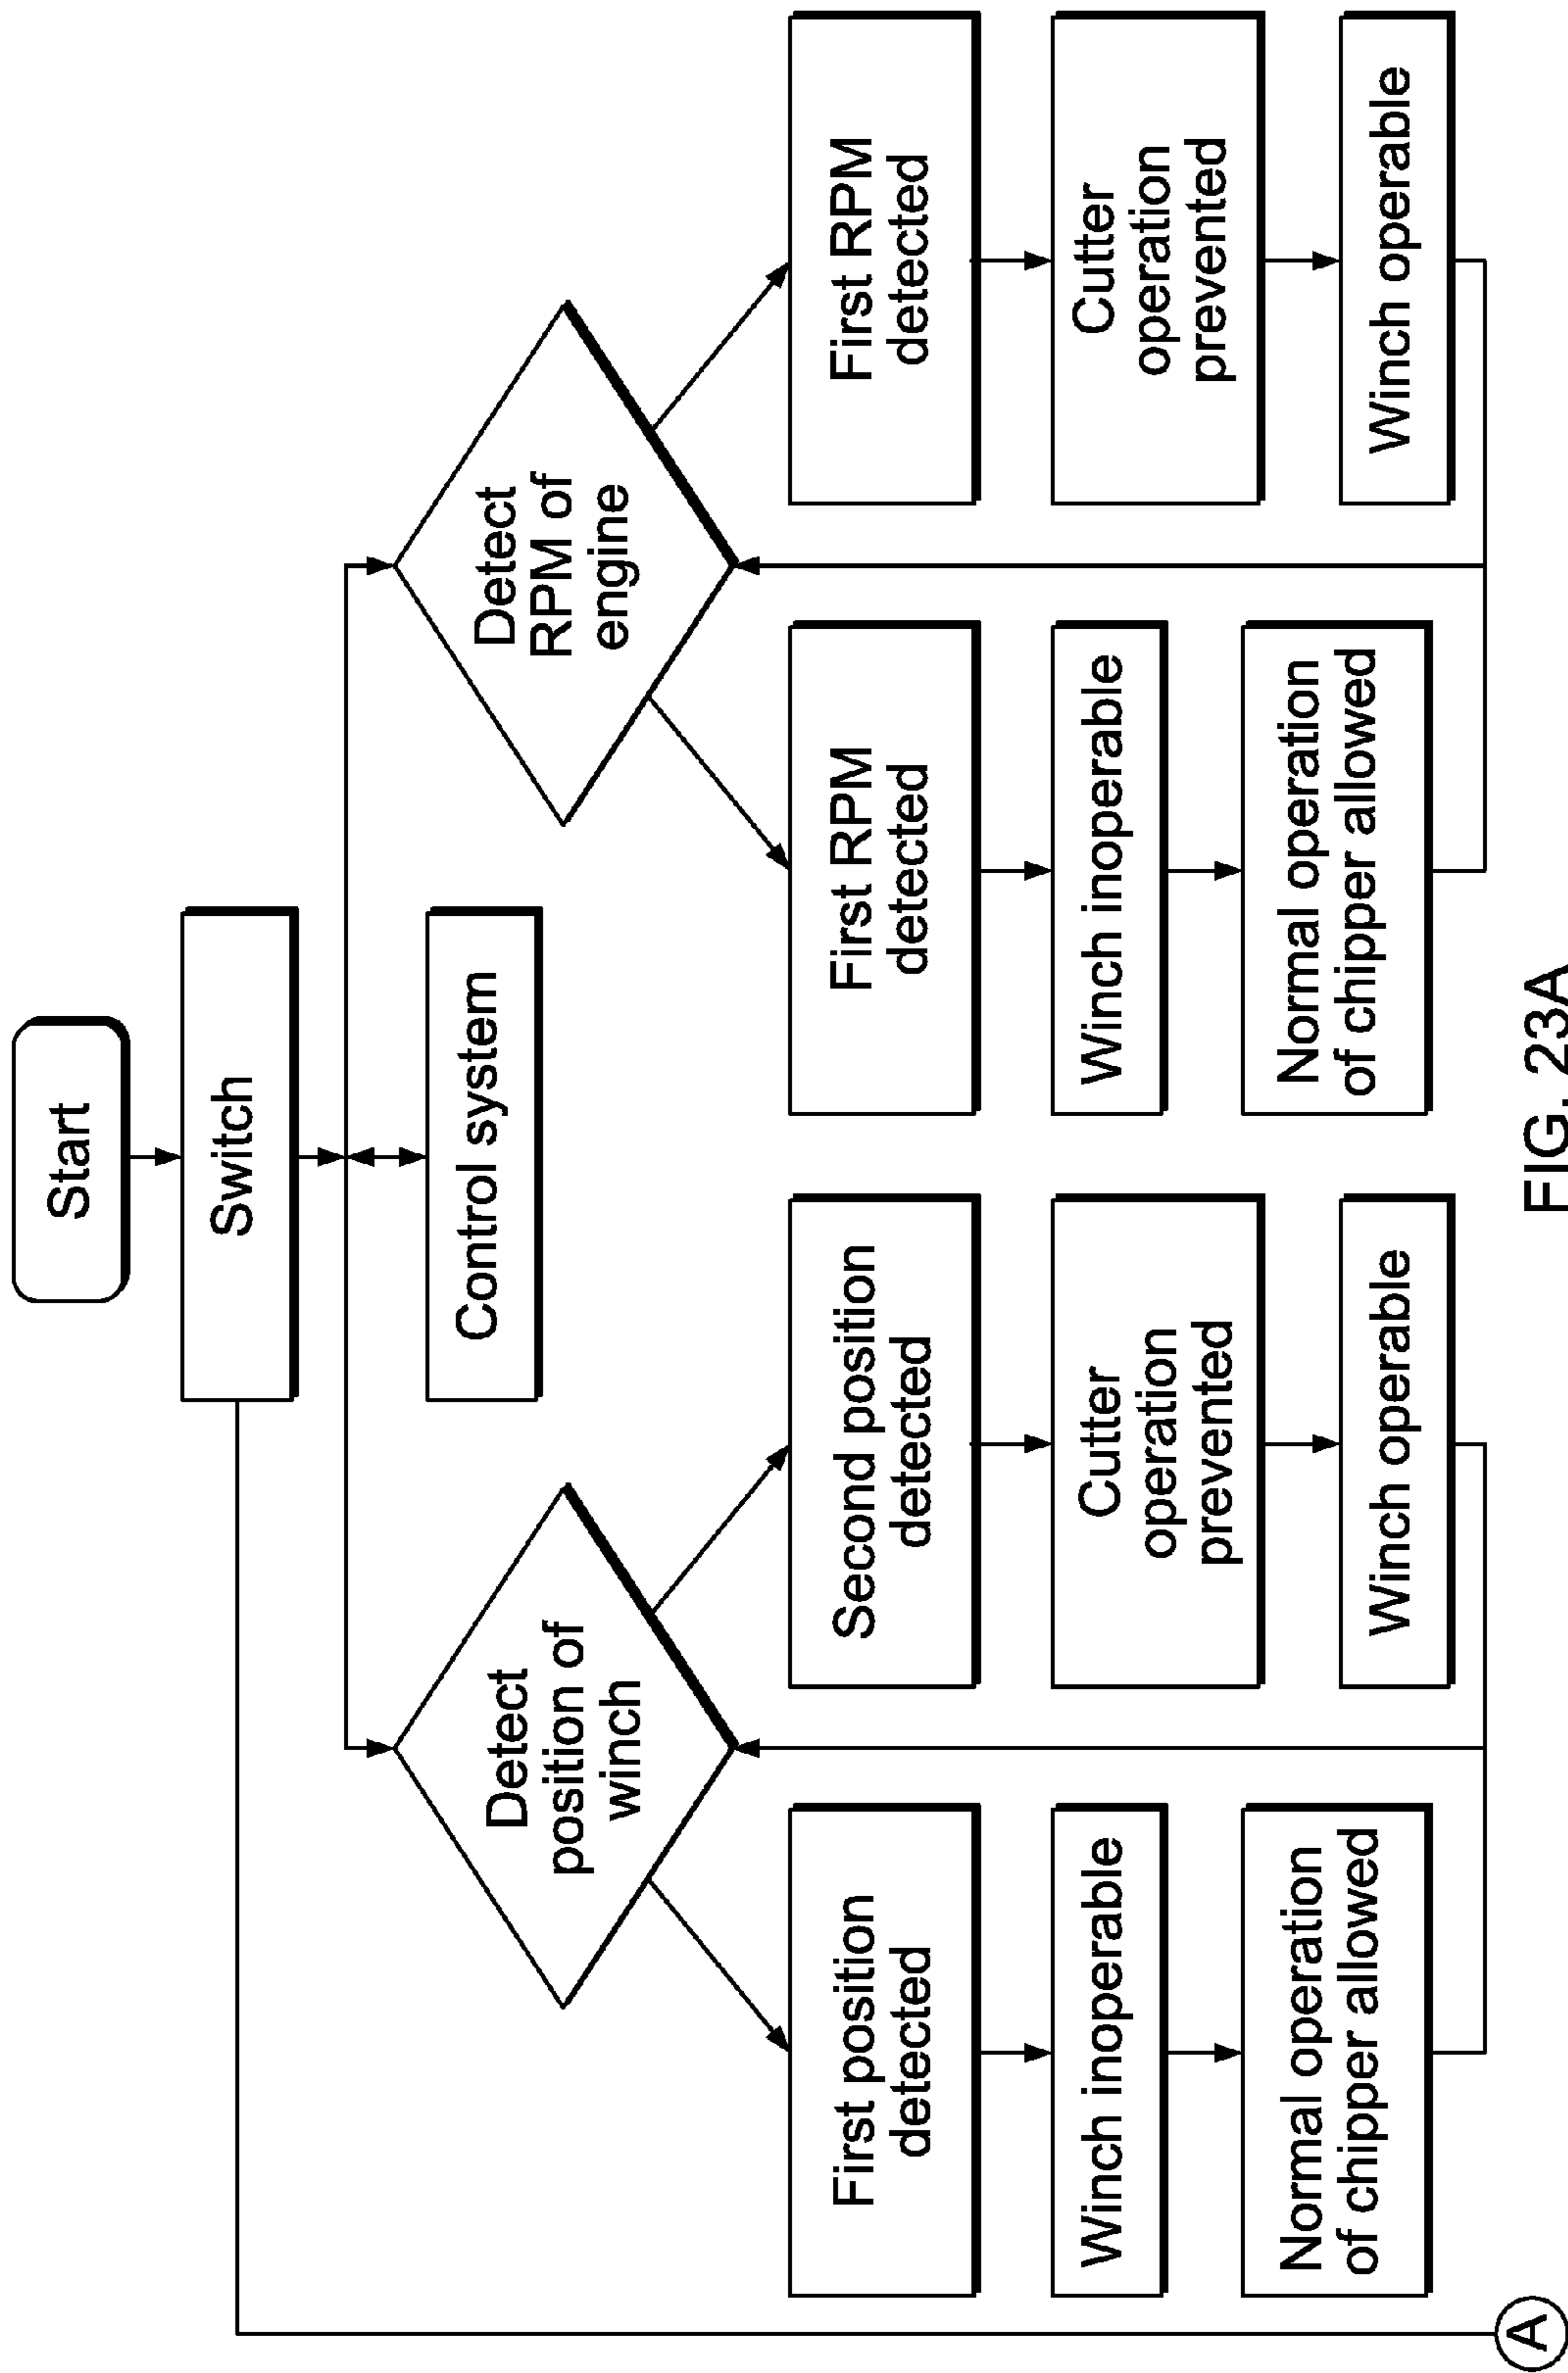 Start
Switch
Control system
Detect
position of
winch
Detect
RPM of
engine
First position
detected
Second position
detected
First RPM
detected
First RPM
detected
Winch inoperable
Cutter
operation
prevented
Winch inoperable
Cutter
operation
prevented
Normal operation
of chipper allowed
Winch operable
Normal operation
of chipper allowed
Winch operable
A
FIG. 23A